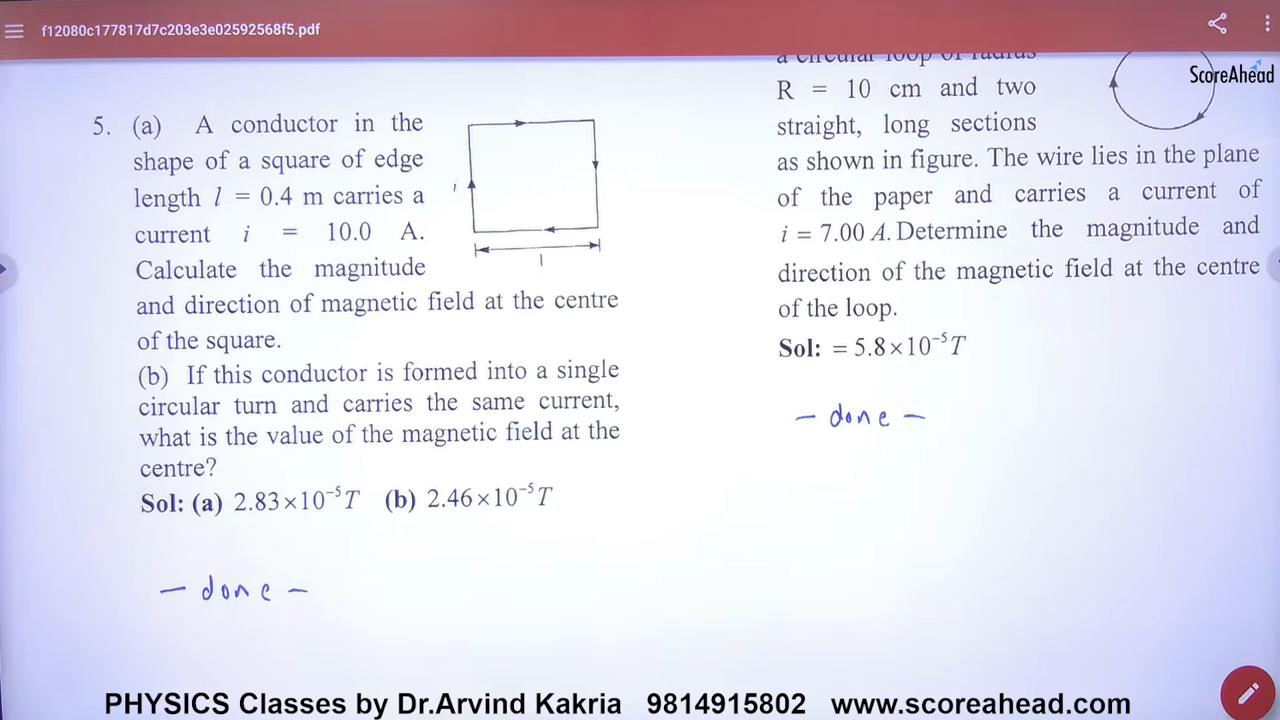 f12080c177817d7c203e3e02592568f5.pdf
ScoreAhead
5. (a) A conductor in the
shape of a square of edge
length l = 0.4 m carries a
current i = 10.0 A.
Calculate the magnitude
and direction of magnetic field at the centre
of the square.
(b) If this conductor is formed into a single
circular turn and carries the same current,
what is the value of the magnetic field at the
centre?
Sol: (a) 2.83×10⁻⁵T (b) 2.46×10⁻⁵T
i
l
– done –
a circular loop of radius
R = 10 cm and two
straight, long sections
as shown in figure. The wire lies in the plane
of the paper and carries a current of
i = 7.00 A. Determine the magnitude and
direction of the magnetic field at the centre
of the loop.
Sol: = 5.8×10⁻⁵T
– done –
PHYSICS Classes by Dr.Arvind Kakria 9814915802 www.scoreahead.com